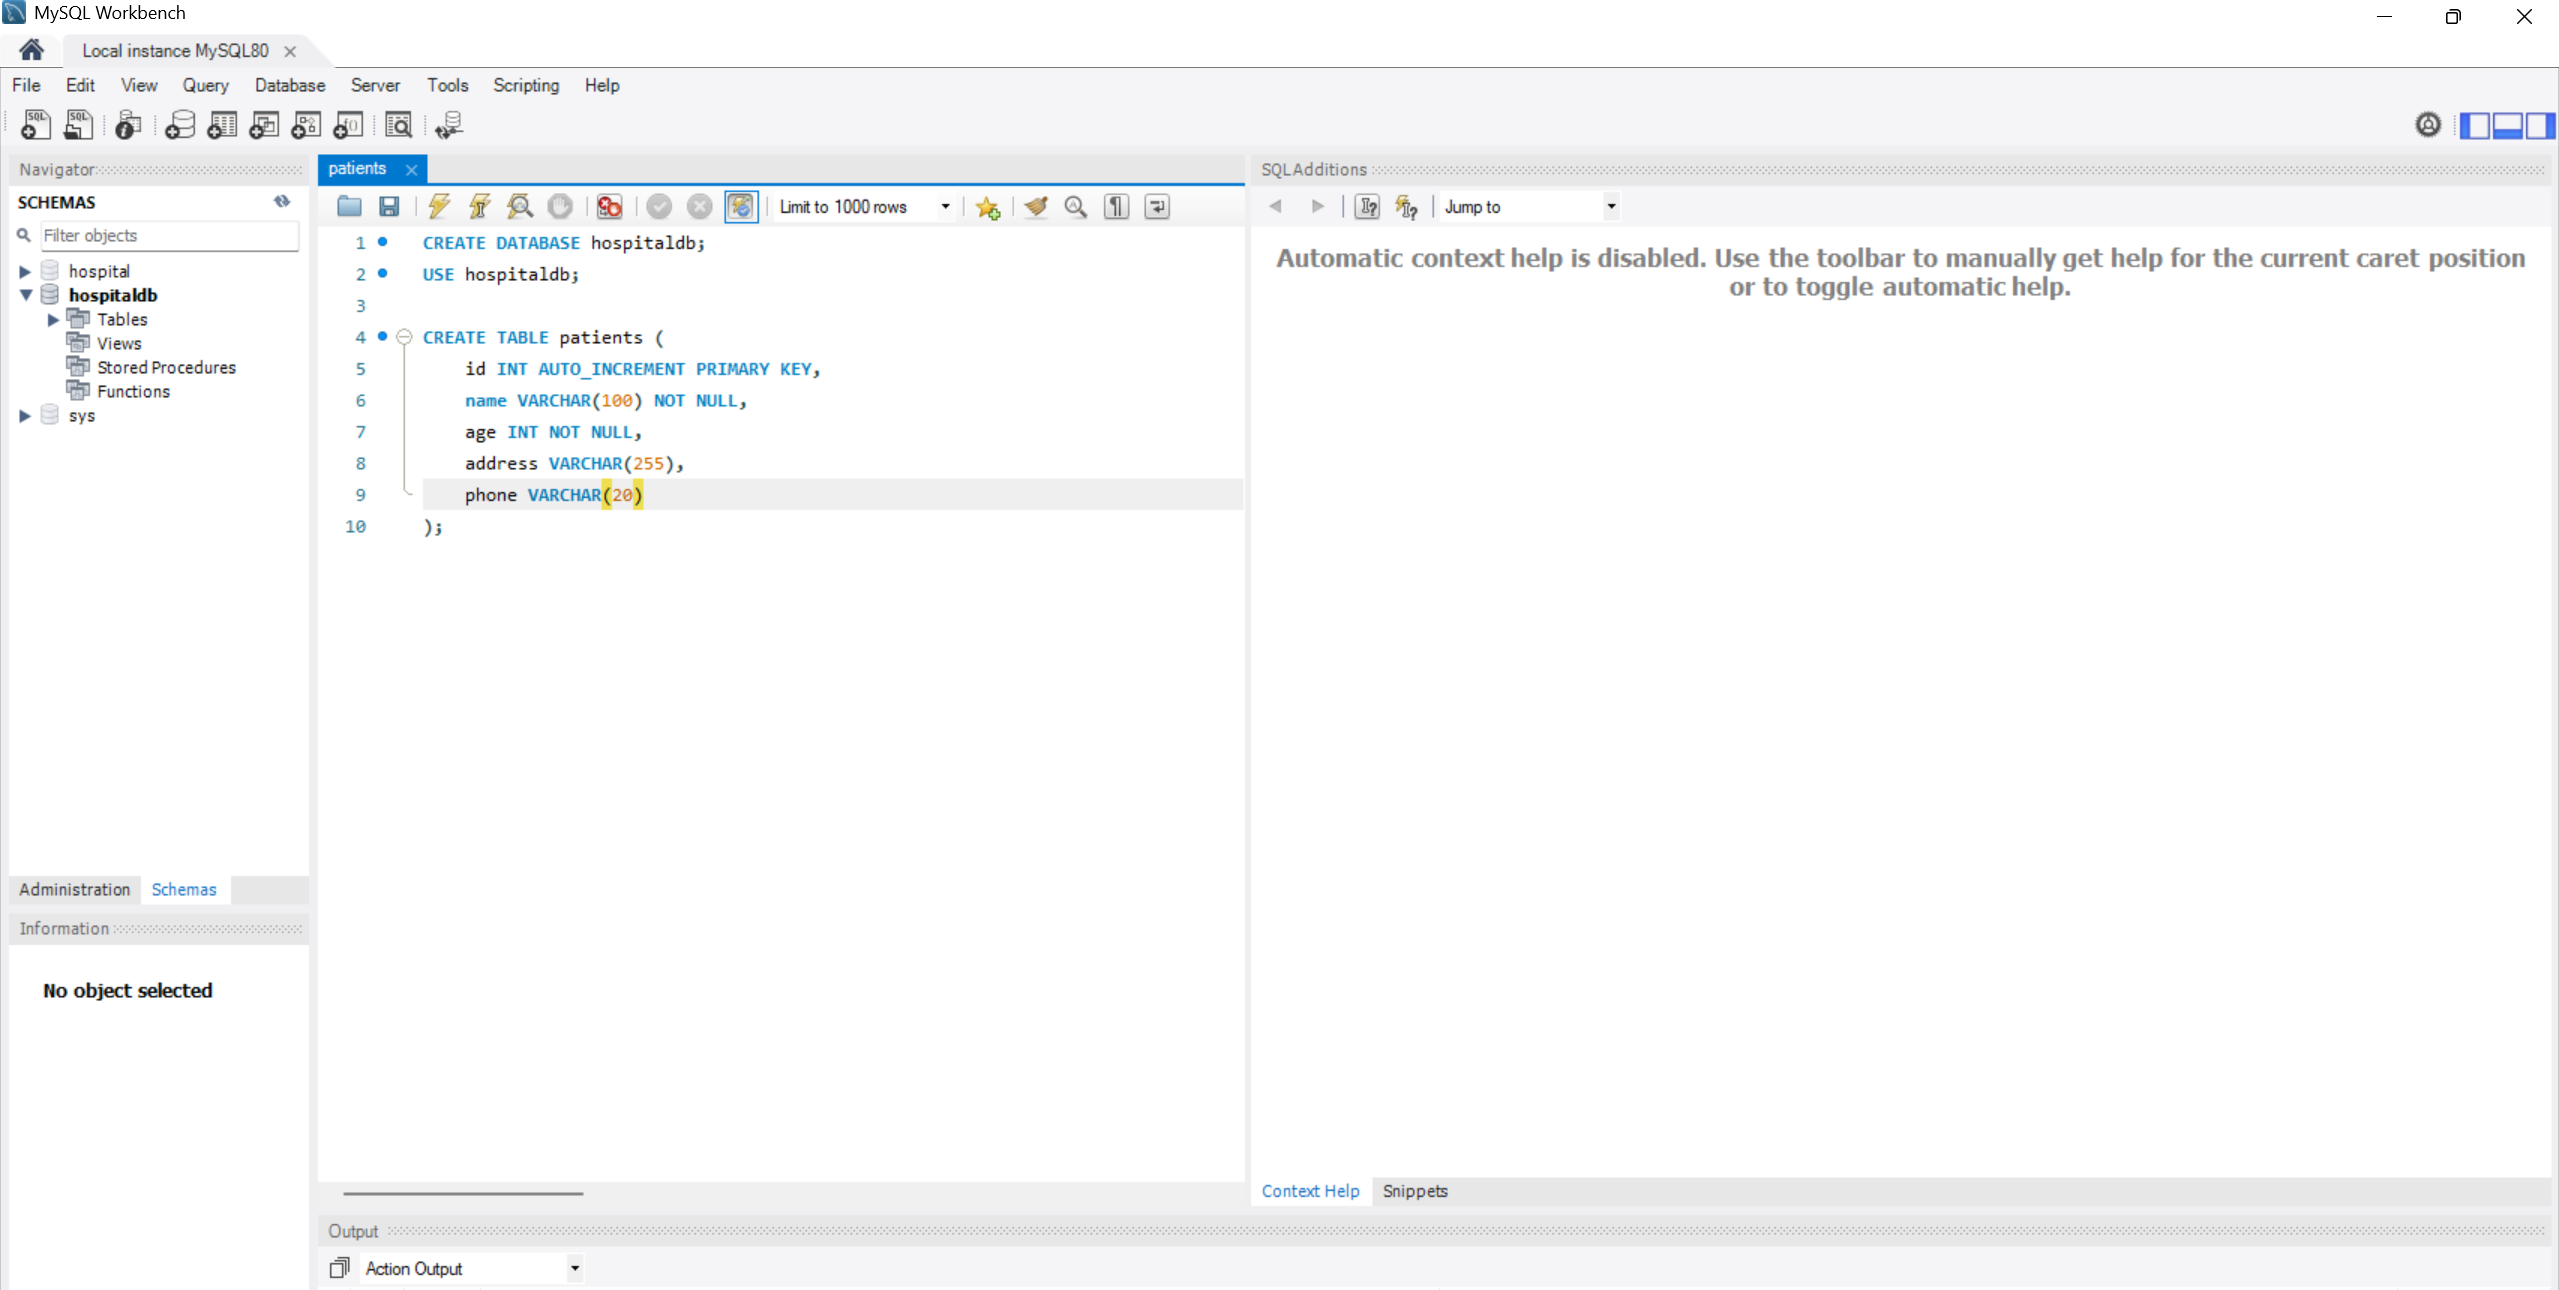 MySQL Workbench
Local instance MySQL80
File Edit View Query Database Server Tools Scripting Help
Navigator
SCHEMAS
Filter objects
hospital
hospitaldb
Tables
Views
Stored Procedures
Functions
sys
Administration Schemas
Information
No object selected
patients
Limit to 1000 rows
1 CREATE DATABASE hospitaldb;
2 USE hospitaldb;
3
4 CREATE TABLE patients (
5 id INT AUTO_INCREMENT PRIMARY KEY,
6 name VARCHAR(100) NOT NULL,
7 age INT NOT NULL,
8 address VARCHAR(255),
9 phone VARCHAR(20)
10 );
SQLAdditions
Jump to
Automatic context help is disabled. Use the toolbar to manually get help for the current caret position
or to toggle automatic help.
Context Help Snippets
Output
Action Output